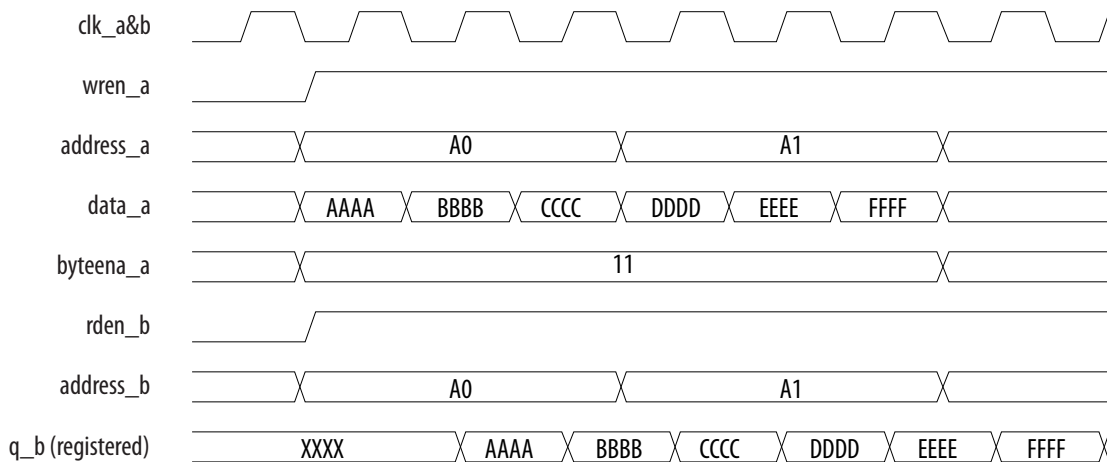 clk_a&b
wren_a
address_a A0 A1
data_a AAAA BBBB CCCC DDDD EEEE FFFF
byteena_a 11
rden_b
address_b A0 A1
q_b (registered) XXXX AAAA BBBB CCCC DDDD EEEE FFFF